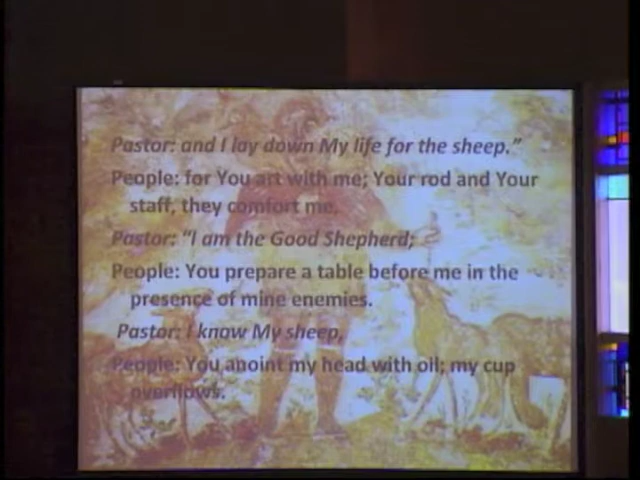 Pastor: and I lay down My life for the sheep.”
People: for You art with me; Your rod and Your
staff, they comfort me.
Pastor: “I am the Good Shepherd;
People: You prepare a table before me in the
presence of mine enemies.
Pastor: I know My sheep,
People: You anoint my head with oil; my cup
overflows.